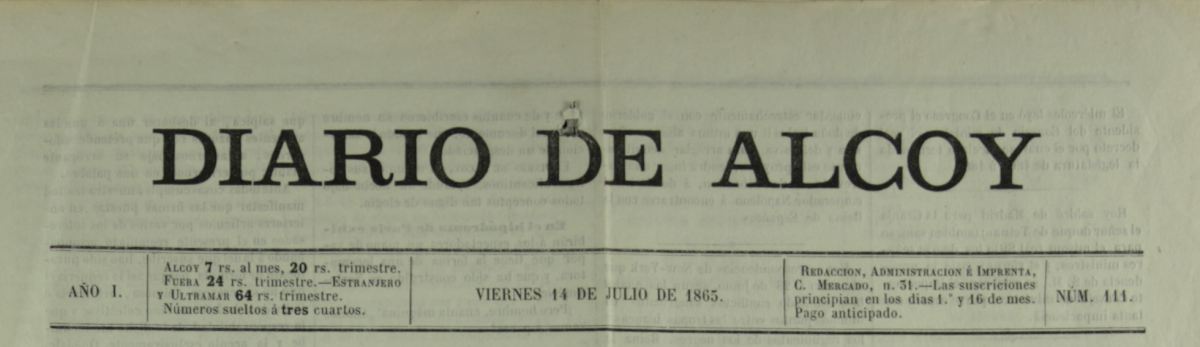 DIARIO DE ALCOY
AÑO I.
ALCOY 7 rs. al mes, 20 rs. trimestre.
FUERA 24 rs. trimestre.—ESTRANJERO
Y ULTRAMAR 64 rs. trimestre.
Números sueltos á tres cuartos.
VIERNES 14 DE JULIO DE 1865.
REDACCION, ADMINISTRACION É IMPRENTA,
C. MERCADO, n. 31.—Las suscriciones
principian en los dias 1.º y 16 de mes.
Pago anticipado.
NÚM. 111.